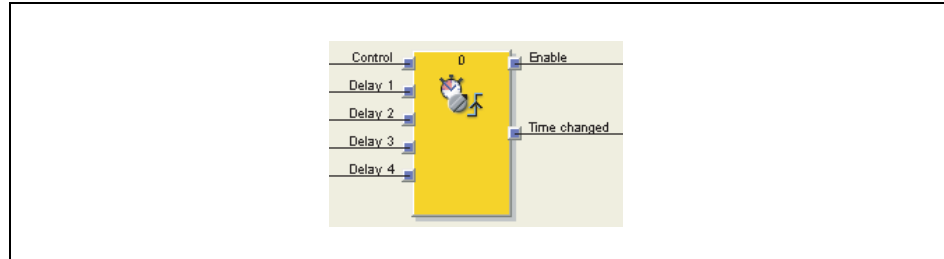 Control 0 Enable
Delay 1
Delay 2
Time changed
Delay 3
Delay 4